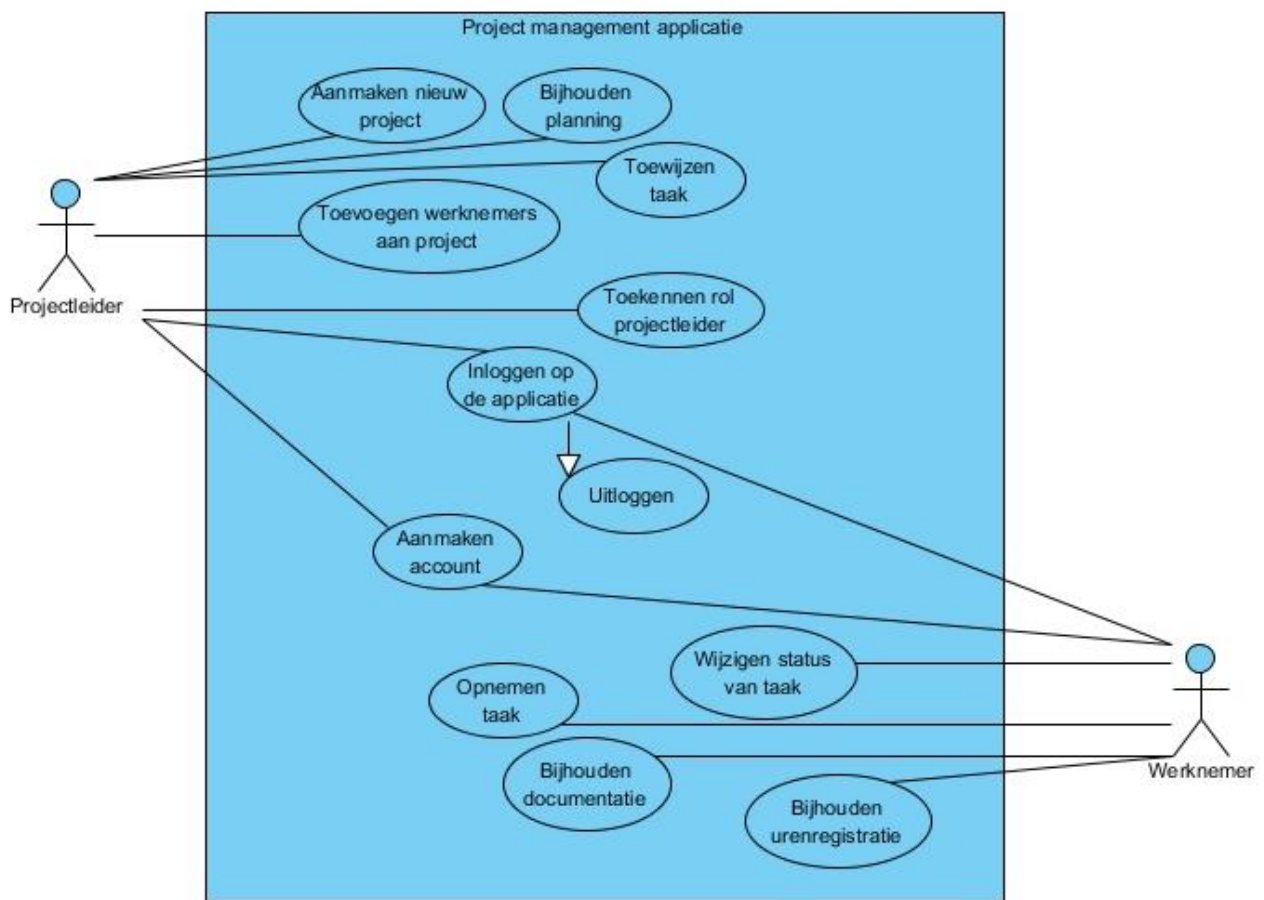 Project management applicatie
Aanmaken nieuw
project
Bijhouden
planning
Toewijzen
taak
Toevoegen werknemers
aan project
Projectleider
Toekennen rol
projectleider
Inloggen op
de applicatie
Uitloggen
Aanmaken
account
Wijzigen status
van taak
Opnemen
taak
Bijhouden
documentatie
Werknemer
Bijhouden
urenregistratie